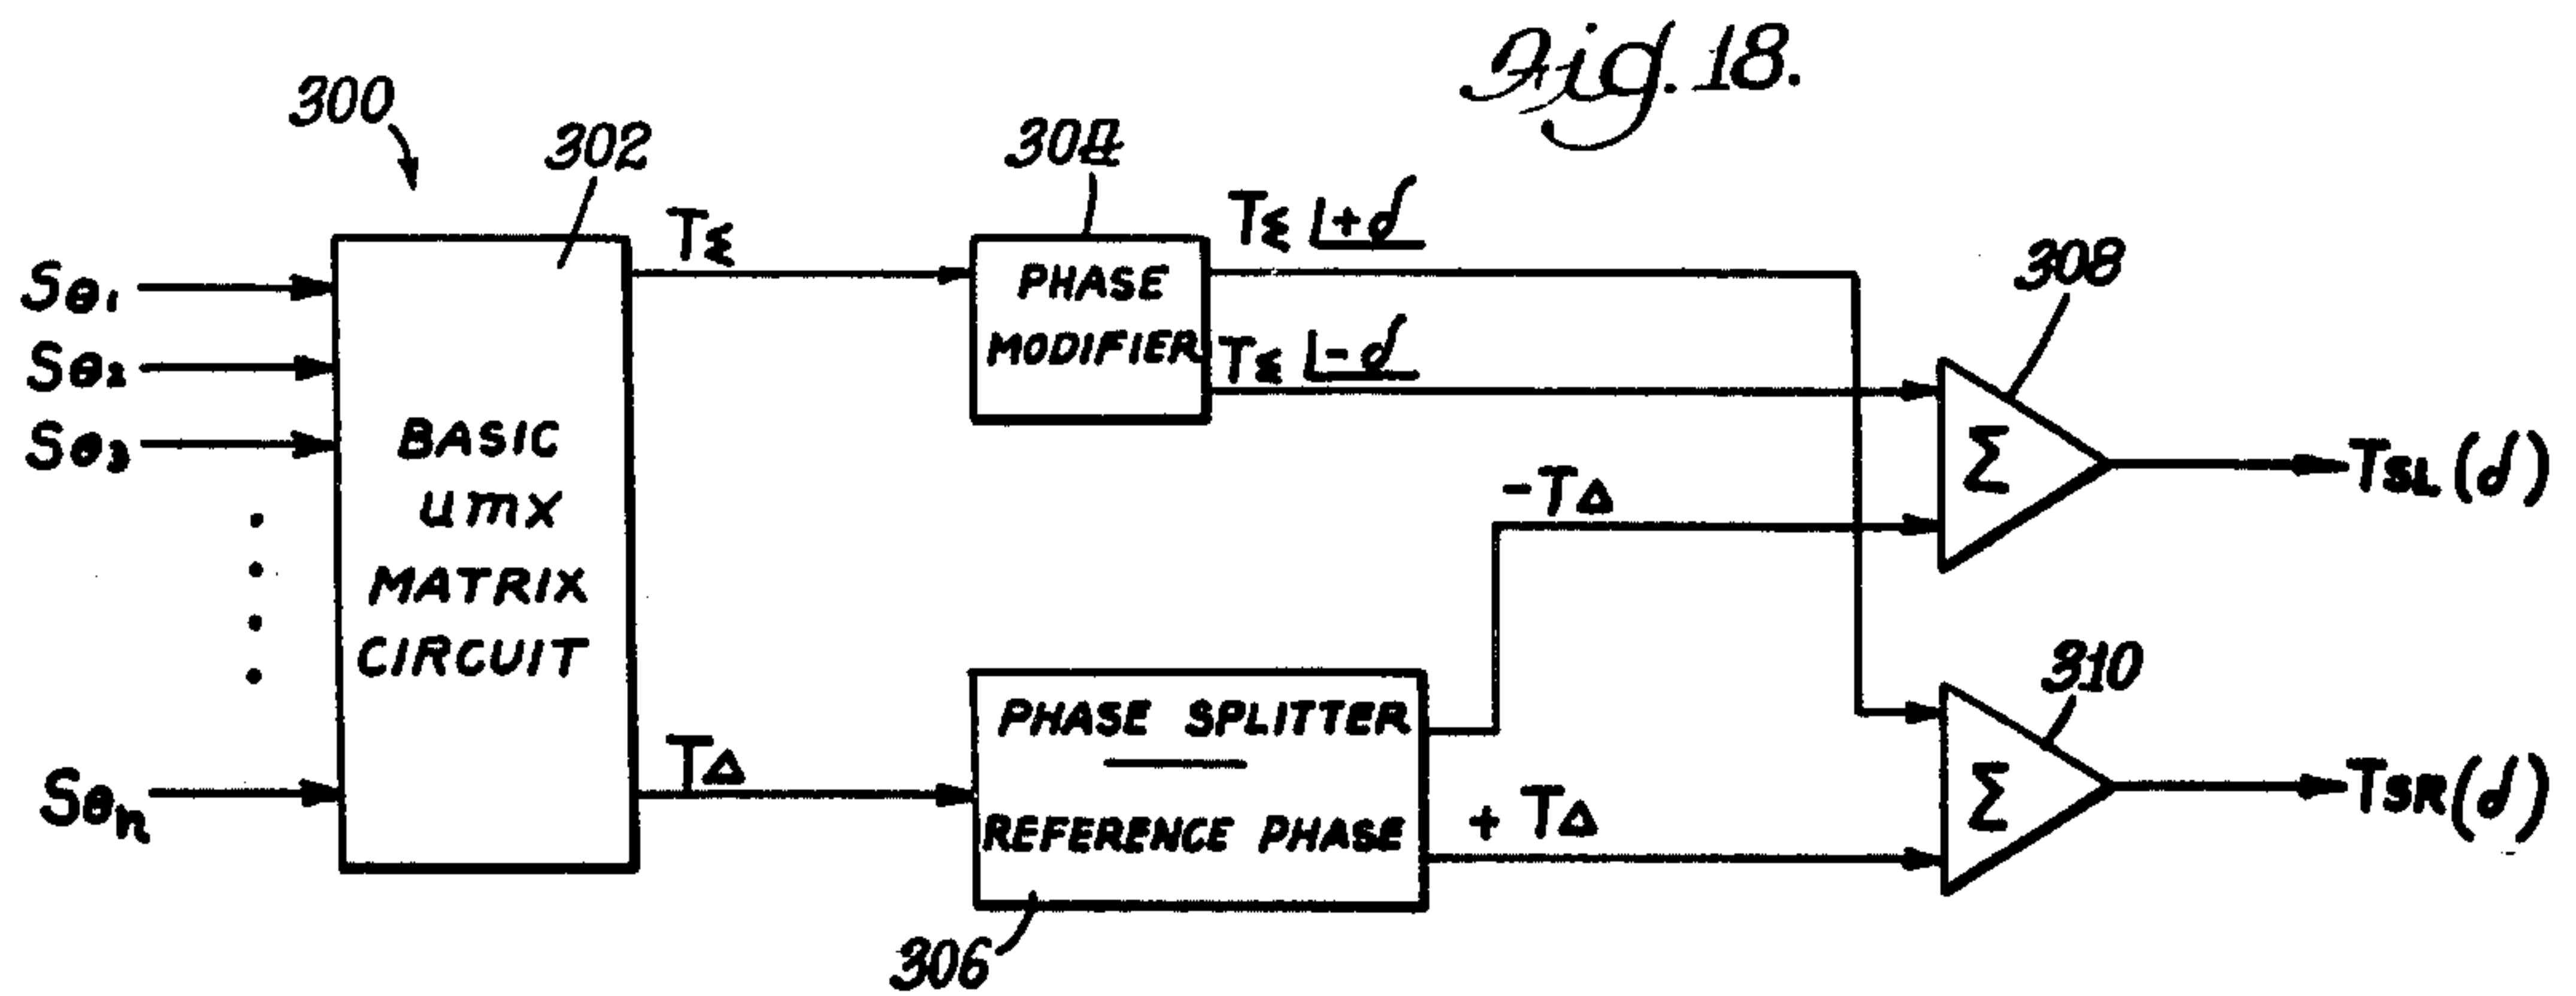 Fig. 18.
300
302
304
TΣ
TΣ ∠+d
308
Sθ1
PHASE
MODIFIER
TΣ ∠-d
Sθ2
Sθ3
BASIC
UMX
MATRIX
CIRCUIT
Σ
TSL(d)
-TΔ
310
PHASE SPLITTER
REFERENCE PHASE
TΔ
+ TΔ
Sθn
Σ
TSR(d)
306